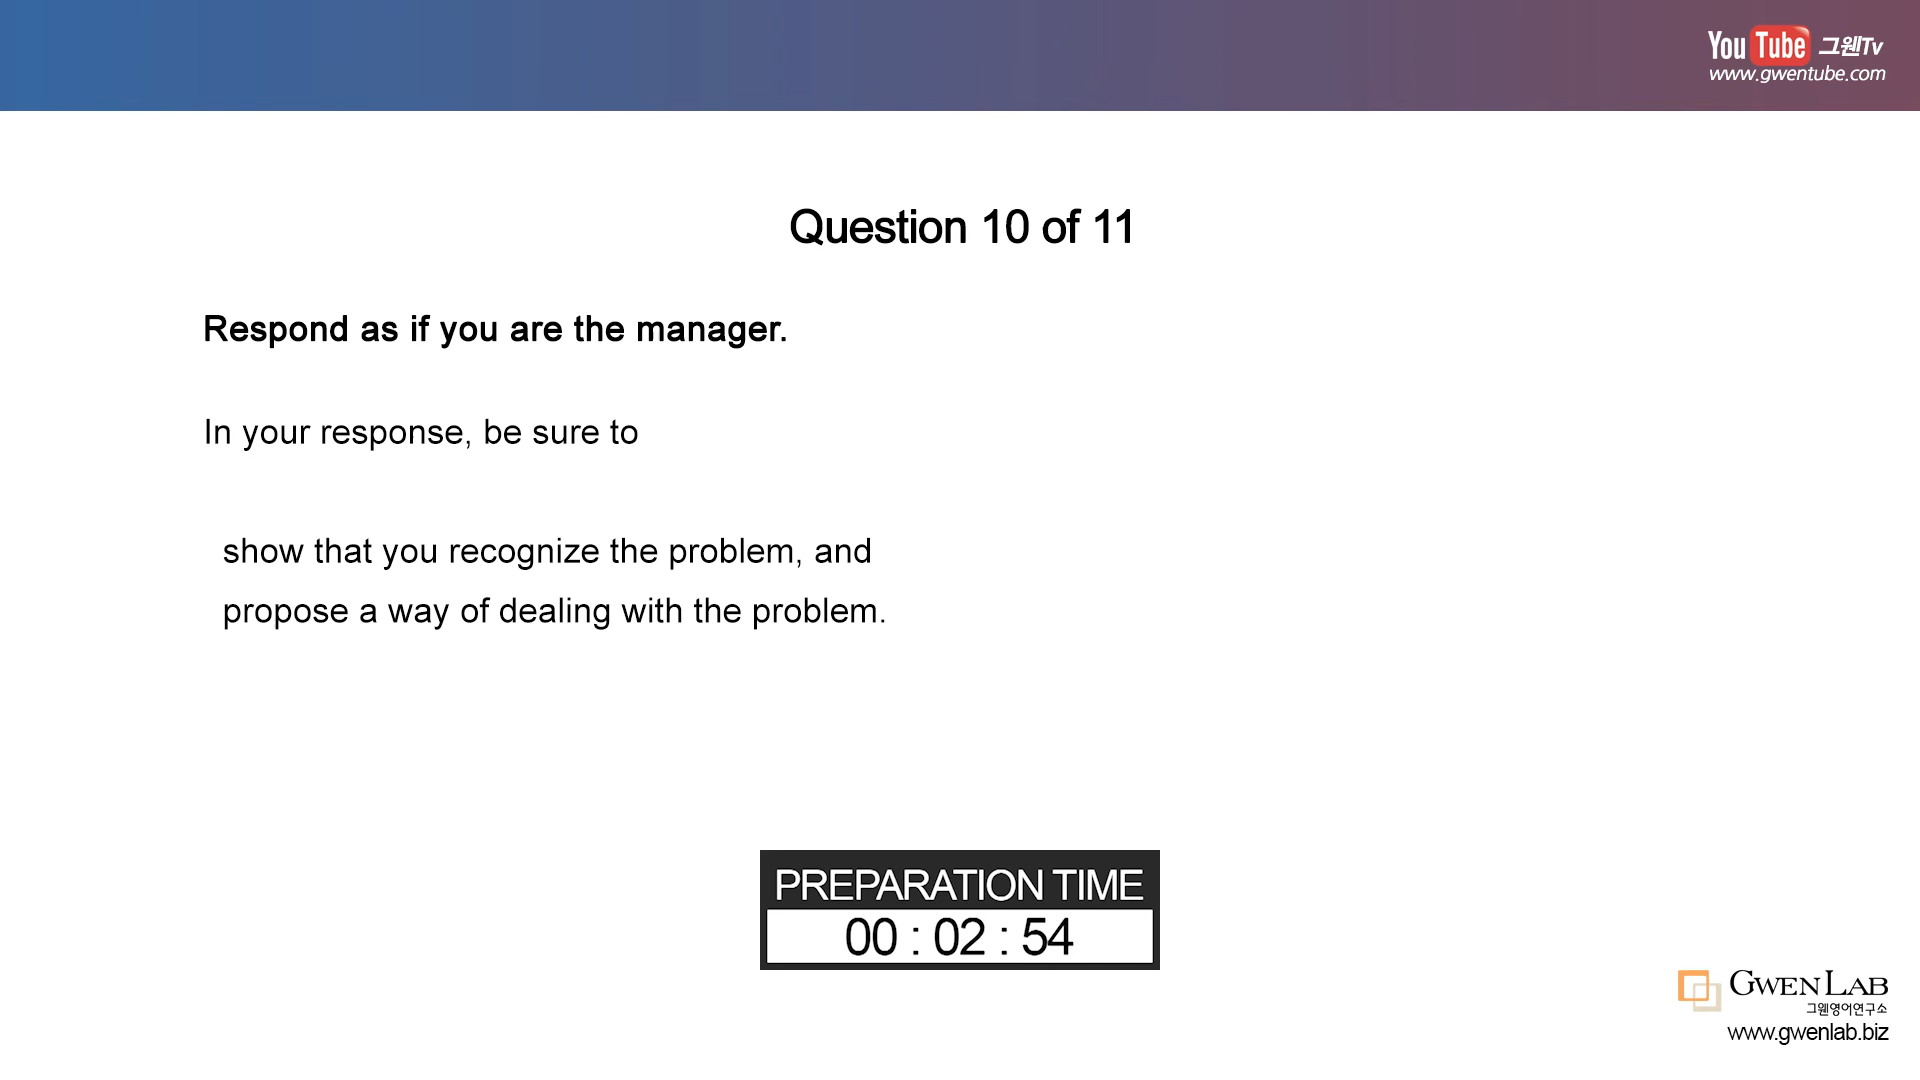 YouTube 그웬Tv
www.gwentube.com
Question 10 of 11
Respond as if you are the manager.
In your response, be sure to
show that you recognize the problem, and
propose a way of dealing with the problem.
PREPARATION TIME
00 : 02 : 54
GWEN LAB
그웬영어연구소
www.gwenlab.biz